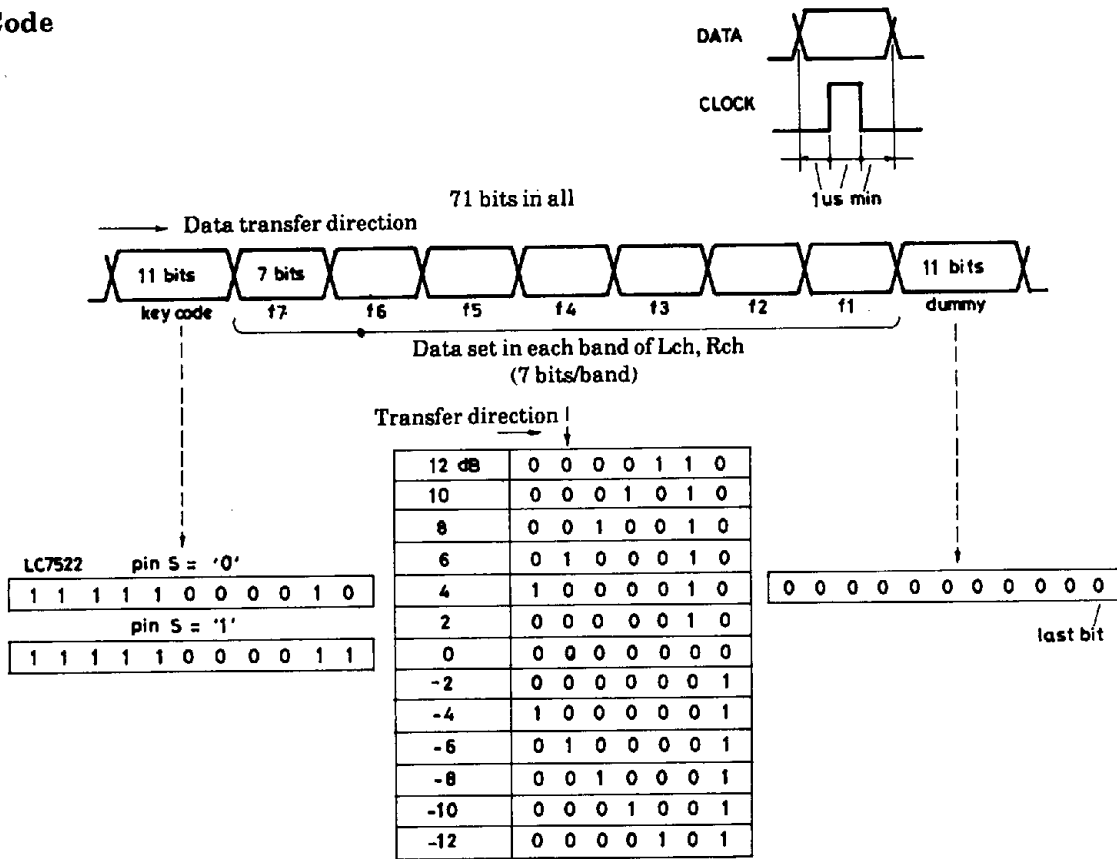 Code
DATA
CLOCK
1us min
71 bits in all
Data transfer direction
11 bits 7 bits 11 bits
key code f7 f6 f5 f4 f3 f2 f1 dummy
Data set in each band of Lch, Rch
(7 bits/band)
Transfer direction
12 dB 0 0 0 0 1 1 0
10 0 0 0 1 0 1 0
8 0 0 1 0 0 1 0
6 0 1 0 0 0 1 0
4 1 0 0 0 0 1 0
2 0 0 0 0 0 1 0
0 0 0 0 0 0 0 0
-2 0 0 0 0 0 0 1
-4 1 0 0 0 0 0 1
-6 0 1 0 0 0 0 1
-8 0 0 1 0 0 0 1
-10 0 0 0 1 0 0 1
-12 0 0 0 0 1 0 1
LC7522 pin S = '0'
1 1 1 1 1 0 0 0 0 1 0
pin S = '1'
1 1 1 1 1 0 0 0 0 1 1
0 0 0 0 0 0 0 0 0 0 0 0
last bit